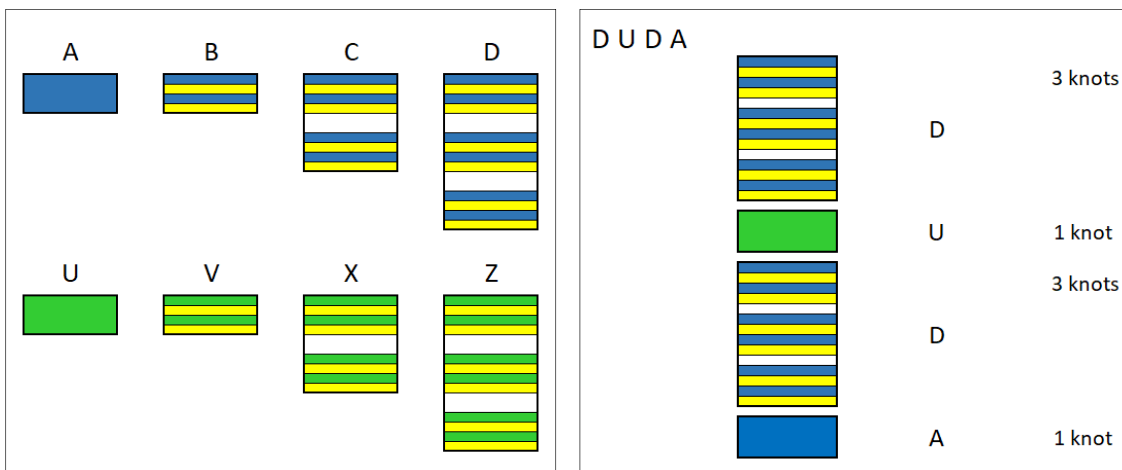 A B C D
U V X Z
D U D A
3 knots
D
U 1 knot
3 knots
D
A 1 knot